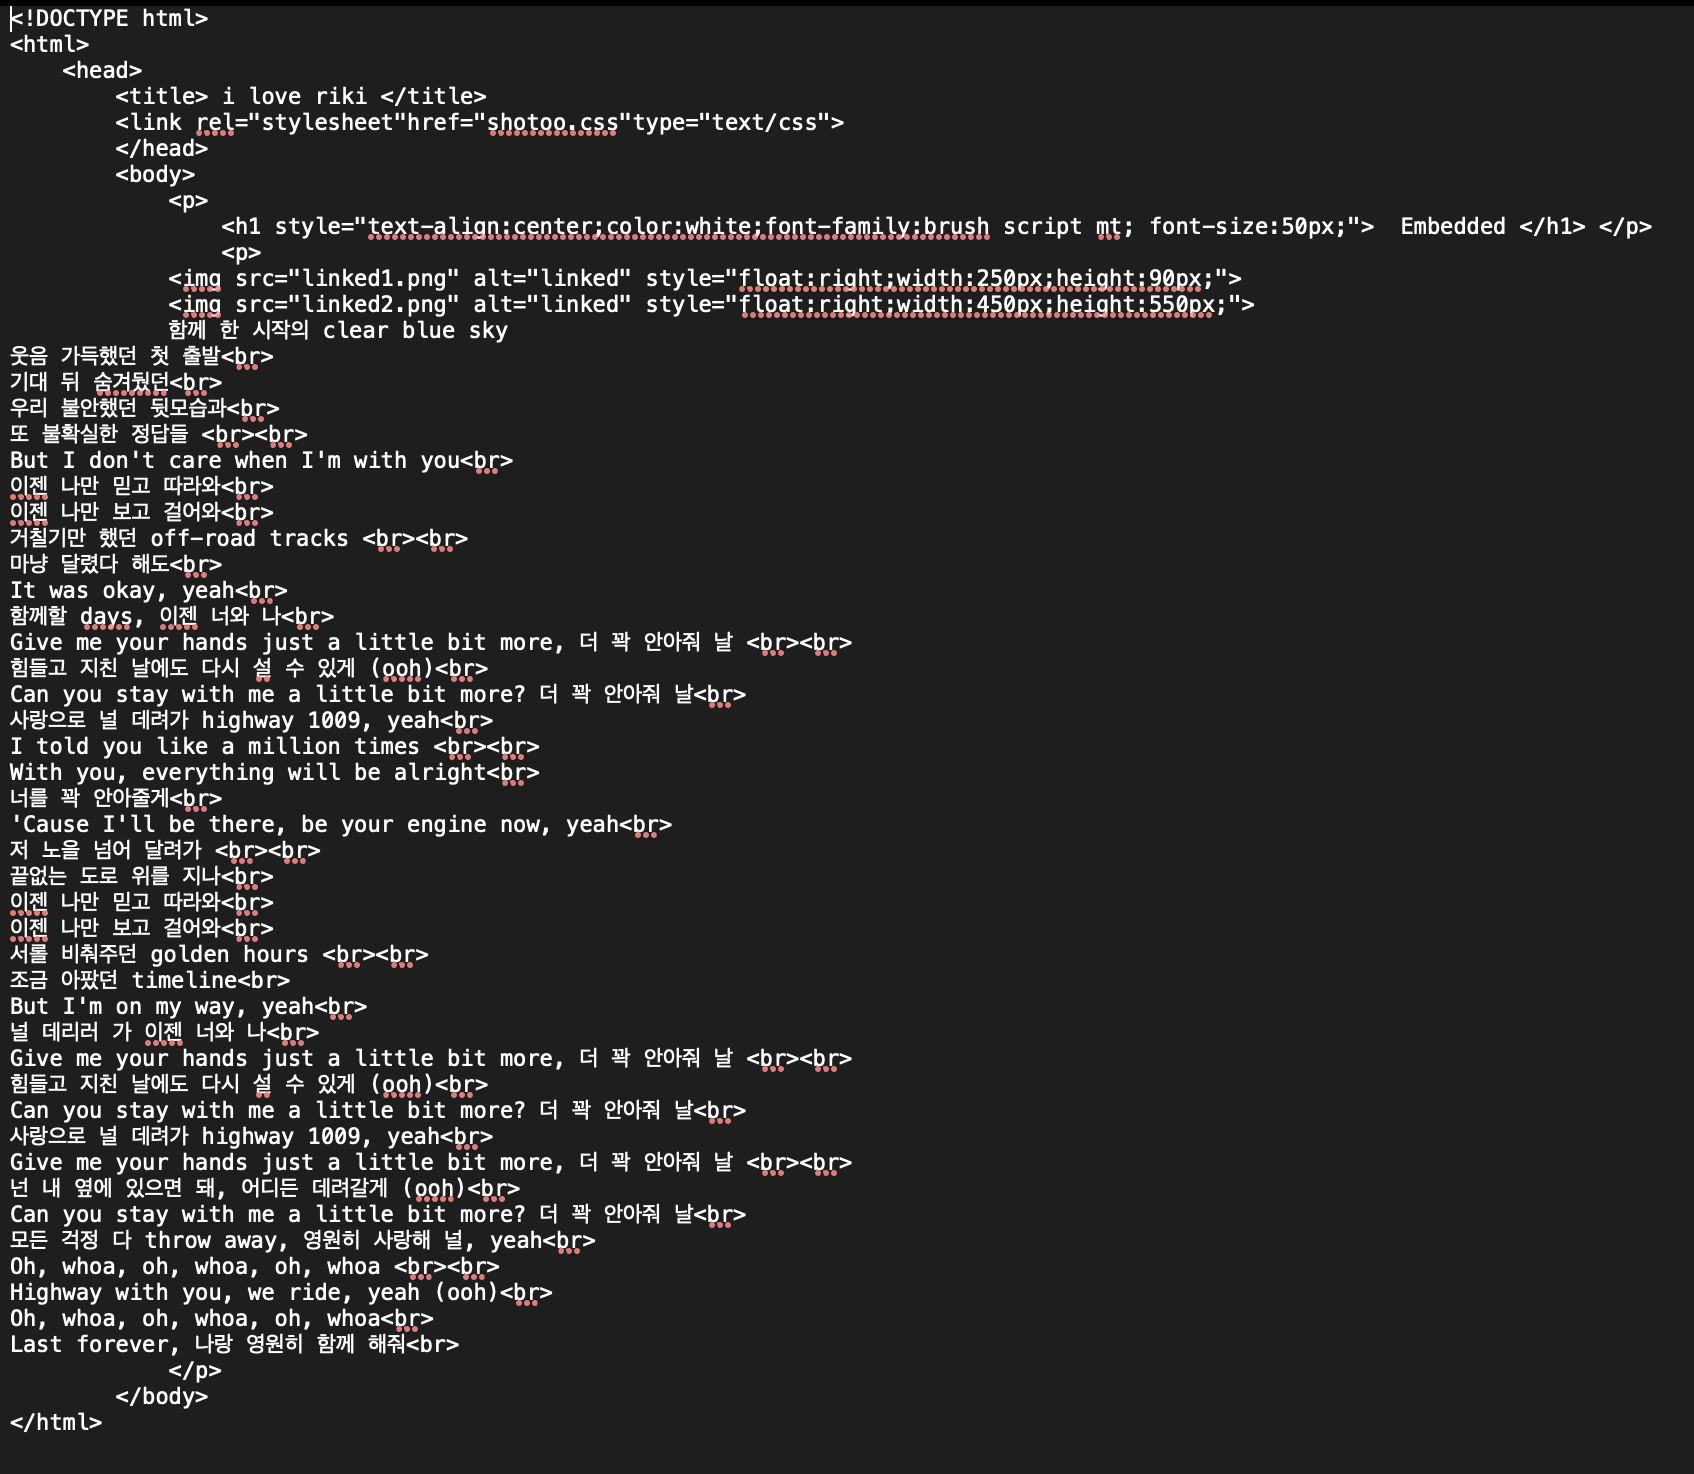 <!DOCTYPE html>
<html>
<head>
<title> i love riki </title>
<link rel="stylesheet"href="shotoo.css"type="text/css">
</head>
<body>
<p>
<h1 style="text-align:center;color:white;font-family:brush script mt; font-size:50px;">  Embedded </h1> </p>
<p>
<img src="linked1.png" alt="linked" style="float:right;width:250px;height:90px;">
<img src="linked2.png" alt="linked" style="float:right;width:450px;height:550px;">
함께 한 시작의 clear blue sky
웃음 가득했던 첫 출발<br>
기대 뒤 숨겨뒀던<br>
우리 불안했던 뒷모습과<br>
또 불확실한 정답들 <br><br>
But I don't care when I'm with you<br>
이젠 나만 믿고 따라와<br>
이젠 나만 보고 걸어와<br>
거칠기만 했던 off-road tracks <br><br>
마냥 달렸다 해도<br>
It was okay, yeah<br>
함께할 days, 이젠 너와 나<br>
Give me your hands just a little bit more, 더 꽉 안아줘 날 <br><br>
힘들고 지친 날에도 다시 설 수 있게 (ooh)<br>
Can you stay with me a little bit more? 더 꽉 안아줘 날<br>
사랑으로 널 데려가 highway 1009, yeah<br>
I told you like a million times <br><br>
With you, everything will be alright<br>
너를 꽉 안아줄게<br>
'Cause I'll be there, be your engine now, yeah<br>
저 노을 넘어 달려가 <br><br>
끝없는 도로 위를 지나<br>
이젠 나만 믿고 따라와<br>
이젠 나만 보고 걸어와<br>
서롤 비춰주던 golden hours <br><br>
조금 아팠던 timeline<br>
But I'm on my way, yeah<br>
널 데리러 가 이젠 너와 나<br>
Give me your hands just a little bit more, 더 꽉 안아줘 날 <br><br>
힘들고 지친 날에도 다시 설 수 있게 (ooh)<br>
Can you stay with me a little bit more? 더 꽉 안아줘 날<br>
사랑으로 널 데려가 highway 1009, yeah<br>
Give me your hands just a little bit more, 더 꽉 안아줘 날 <br><br>
넌 내 옆에 있으면 돼, 어디든 데려갈게 (ooh)<br>
Can you stay with me a little bit more? 더 꽉 안아줘 날<br>
모든 걱정 다 throw away, 영원히 사랑해 널, yeah<br>
Oh, whoa, oh, whoa, oh, whoa <br><br>
Highway with you, we ride, yeah (ooh)<br>
Oh, whoa, oh, whoa, oh, whoa<br>
Last forever, 나랑 영원히 함께 해줘<br>
</p>
</body>
</html>